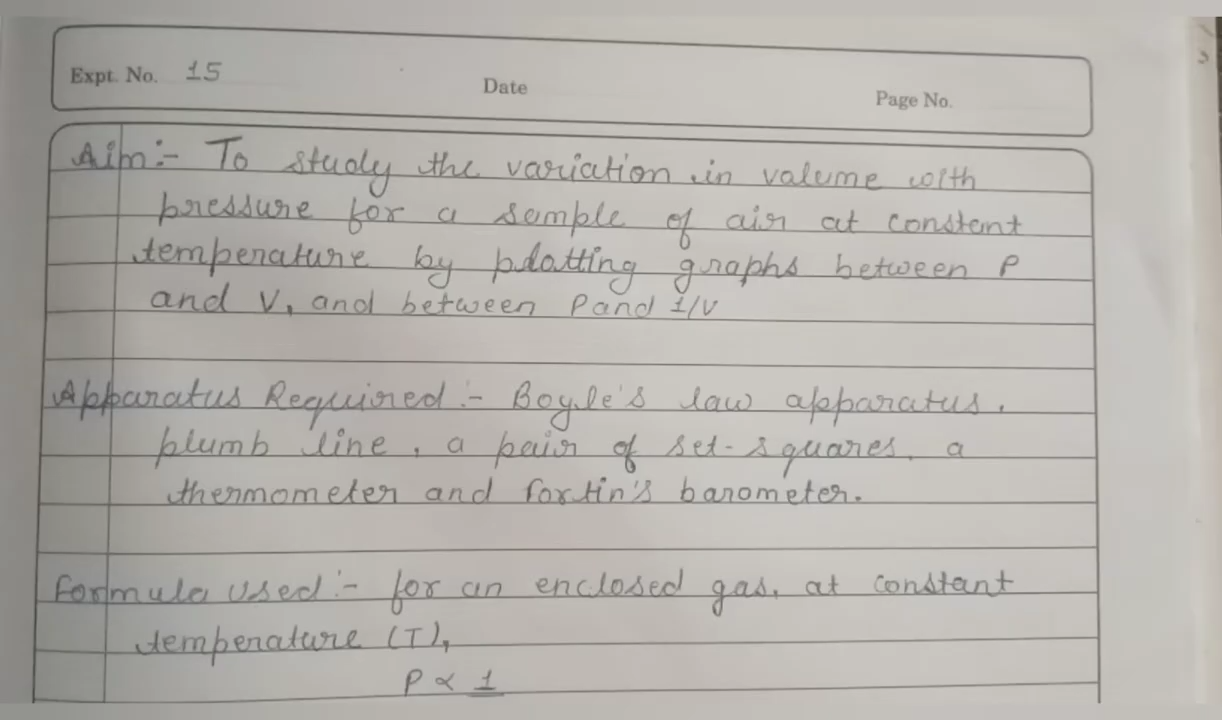 Expt. No. 15
Date
Page No.
Aim:- To study the variation in valume with
pressure for a sample of air at constant
temperature by plotting graphs between P
and V, and between P and 1/V
Apparatus Required :- Boyle's law apparatus,
plumb line, a pair of set-squares, a
thermometer and fortin's barometer.
Formula used :- for an enclosed gas, at constant
temperature (T),
P ∝ 1